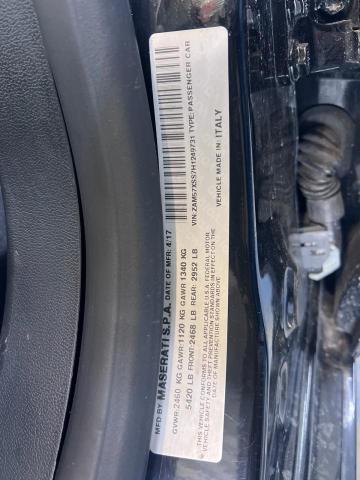 MFD BY MASERATI S.P.A. DATE OF MFR: 4/17
GVWR:2460 KG GAWR:1120 KG GAWR 1340 KG
5420 LB FRONT:2468 LB REAR: 2952 LB
THIS VEHICLE CONFORMS TO ALL APPLICABLE U.S.A. FEDERAL MOTOR
VEHICLE SAFETY AND THEFT PREVENTION STANDARDS IN EFFECT ON THE
DATE OF MANUFACTURE SHOWN ABOVE
VIN: ZAM57XSS7H1249731 TYPE: PASSENGER CAR
VEHICLE MADE IN: ITALY